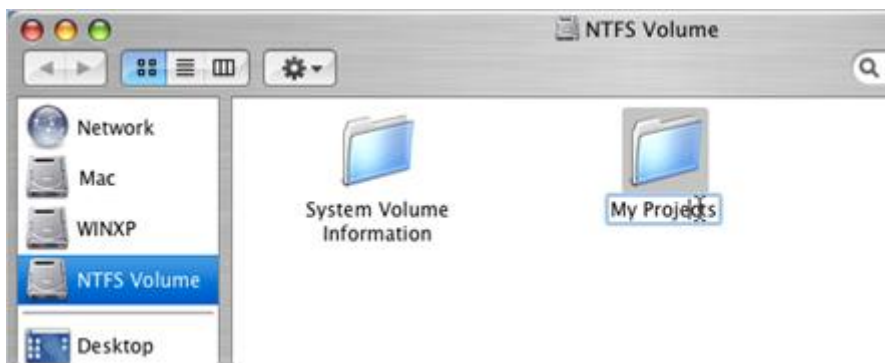 NTFS Volume
Network
Mac
WINXP
NTFS Volume
Desktop
System Volume
Information
My Projects